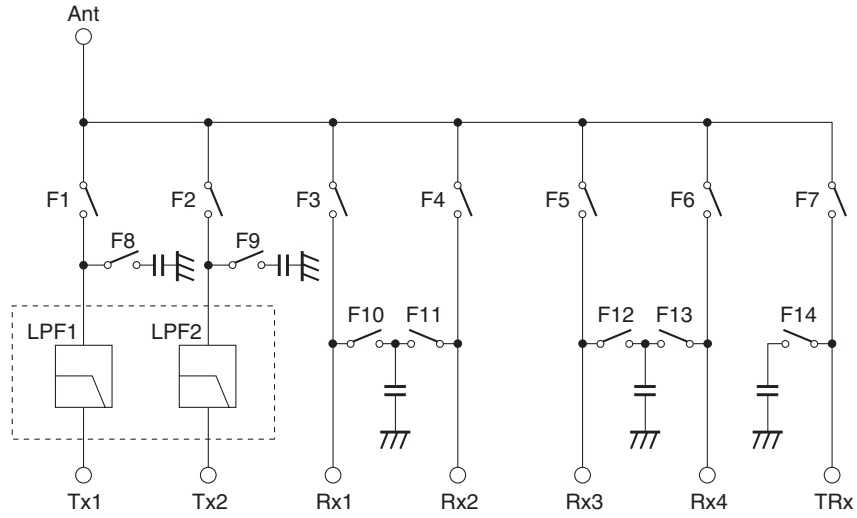 Ant
F1 F2 F3 F4 F5 F6 F7
F8 F9
F10 F11 F12 F13 F14
LPF1 LPF2
Tx1 Tx2 Rx1 Rx2 Rx3 Rx4 TRx